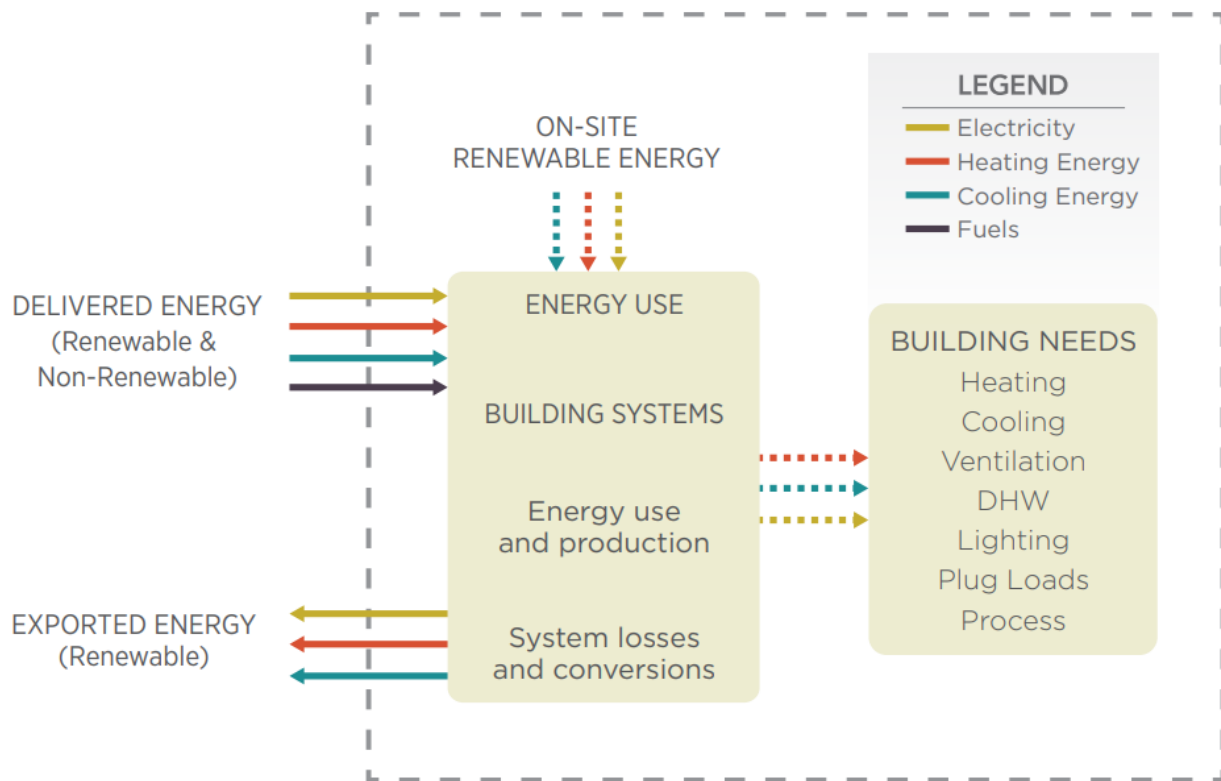 ON-SITE
RENEWABLE ENERGY
LEGEND
Electricity
Heating Energy
Cooling Energy
Fuels
DELIVERED ENERGY
(Renewable &
Non-Renewable)
ENERGY USE
BUILDING SYSTEMS
Energy use
and production
System losses
and conversions
BUILDING NEEDS
Heating
Cooling
Ventilation
DHW
Lighting
Plug Loads
Process
EXPORTED ENERGY
(Renewable)